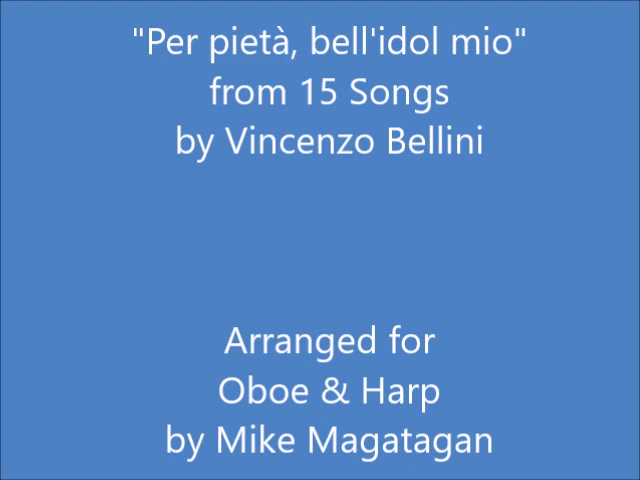 "Per pietà, bell'idol mio"
from 15 Songs
by Vincenzo Bellini
Arranged for
Oboe & Harp
by Mike Magatagan